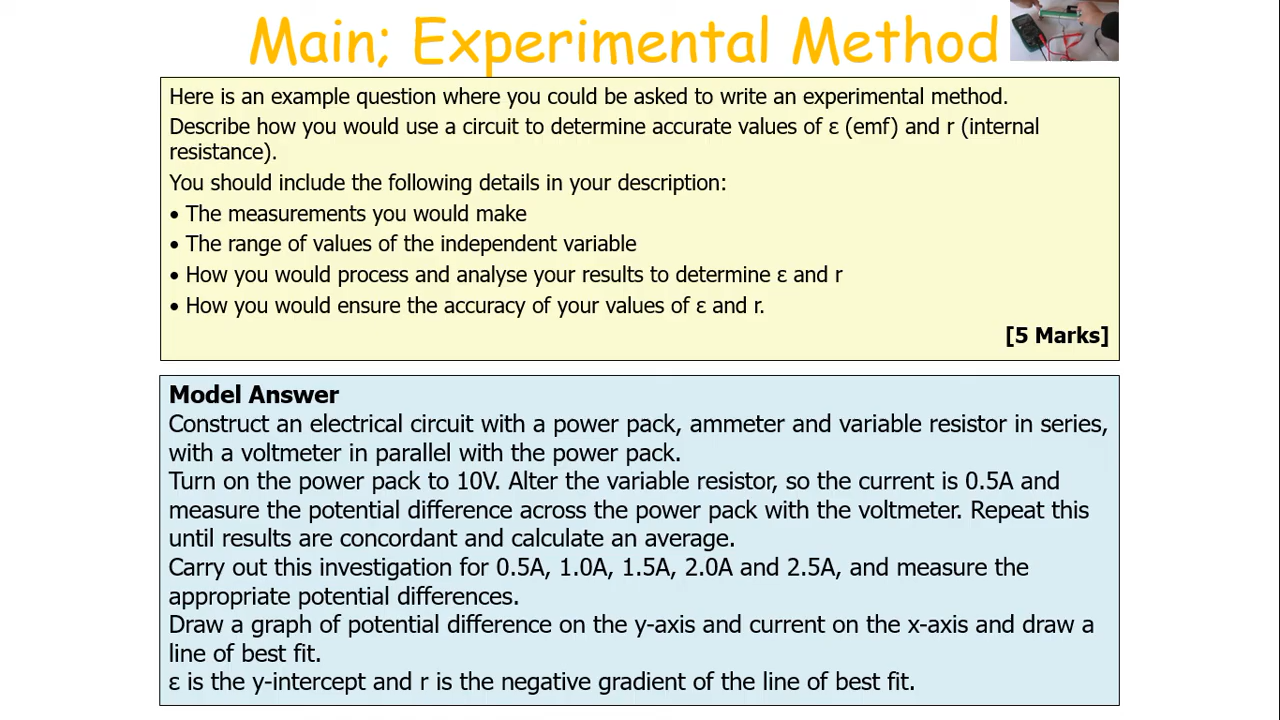 Main; Experimental Method
Here is an example question where you could be asked to write an experimental method.
Describe how you would use a circuit to determine accurate values of ε (emf) and r (internal
resistance).
You should include the following details in your description:
• The measurements you would make
• The range of values of the independent variable
• How you would process and analyse your results to determine ε and r
• How you would ensure the accuracy of your values of ε and r.
[5 Marks]
Model Answer
Construct an electrical circuit with a power pack, ammeter and variable resistor in series,
with a voltmeter in parallel with the power pack.
Turn on the power pack to 10V. Alter the variable resistor, so the current is 0.5A and
measure the potential difference across the power pack with the voltmeter. Repeat this
until results are concordant and calculate an average.
Carry out this investigation for 0.5A, 1.0A, 1.5A, 2.0A and 2.5A, and measure the
appropriate potential differences.
Draw a graph of potential difference on the y-axis and current on the x-axis and draw a
line of best fit.
ε is the y-intercept and r is the negative gradient of the line of best fit.